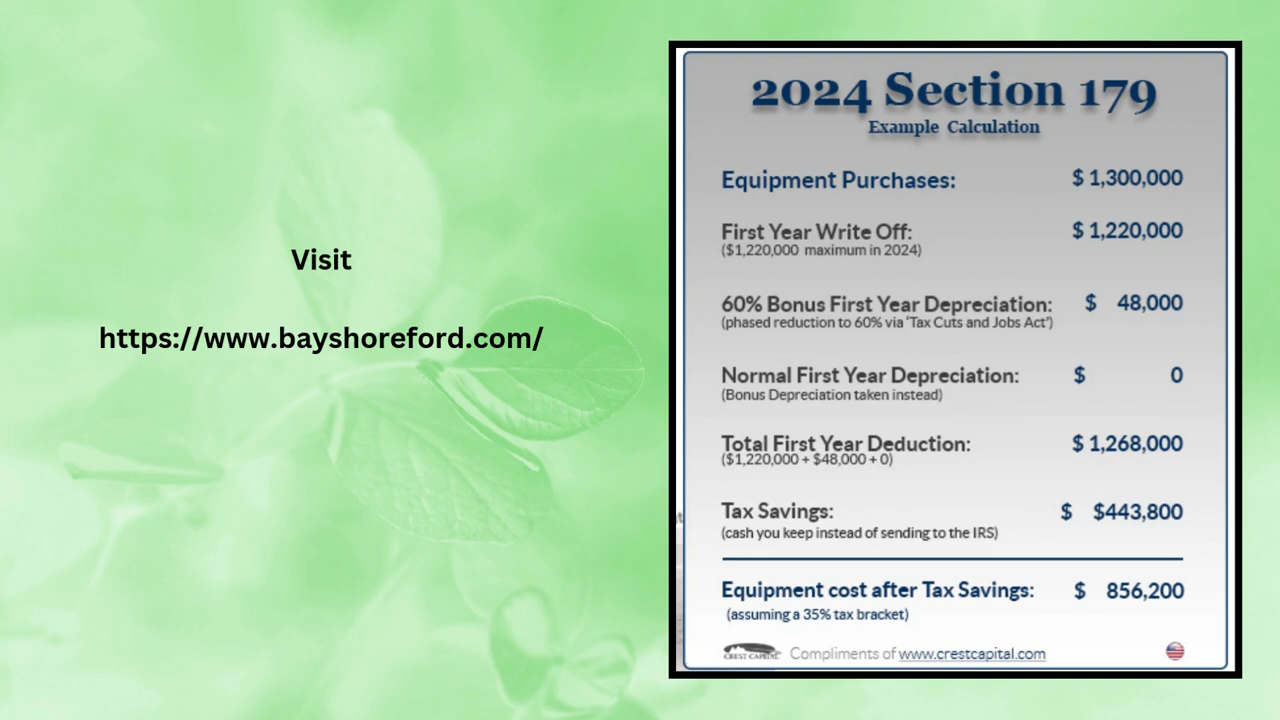 Visit
https://www.bayshoreford.com/
2024 Section 179
Example Calculation
Equipment Purchases: $ 1,300,000
First Year Write Off: $ 1,220,000
($1,220,000 maximum in 2024)
60% Bonus First Year Depreciation: $ 48,000
(phased reduction to 60% via ‘Tax Cuts and Jobs Act’)
Normal First Year Depreciation: $ 0
(Bonus Depreciation taken instead)
Total First Year Deduction: $ 1,268,000
($1,220,000 + $48,000 + 0)
Tax Savings: $ $443,800
(cash you keep instead of sending to the IRS)
Equipment cost after Tax Savings: $ 856,200
(assuming a 35% tax bracket)
CREST CAPITAL Compliments of www.crestcapital.com